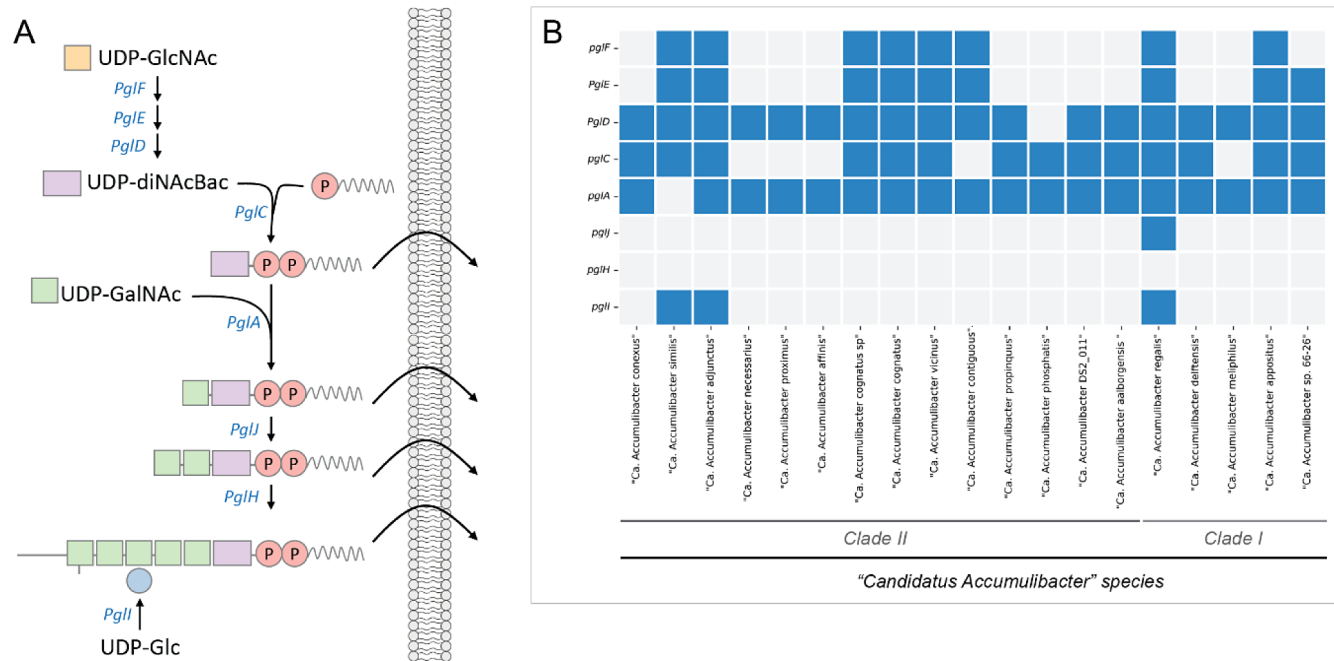 A
UDP-GlcNAc
PglF
PglE
PglD
UDP-diNAcBac
P
PglC
P P
UDP-GalNAc
PglA
P P
PglJ
P P
PglH
P P
PglI
UDP-Glc
B
pglF
PglE
PglD
pglC
pglA
pglJ
pglH
pglI
"Ca. Accumulibacter conexus"
"Ca. Accumulibacter similis"
"Ca. Accumulibacter adjunctus"
"Ca. Accumulibacter necessarius"
"Ca. Accumulibacter proximus"
"Ca. Accumulibacter affinis"
"Ca. Accumulibacter cognatus sp"
"Ca. Accumulibacter cognatus"
"Ca. Accumulibacter vicinus"
"Ca. Accumulibacter contiguous".
"Ca. Accumulibacter propinquus"
"Ca. Accumulibacter phosphatis"
"Ca. Accumulibacter DS2_011"
"Ca. Accumulibacter aalborgensis "
"Ca. Accumulibacter regalis"
"Ca. Accumulibacter delftensis"
"Ca. Accumulibacter meliphilus"
"Ca. Accumulibacter appositus"
"Ca. Accumulibacter sp. 66-26"
Clade II
Clade I
“Candidatus Accumulibacter” species